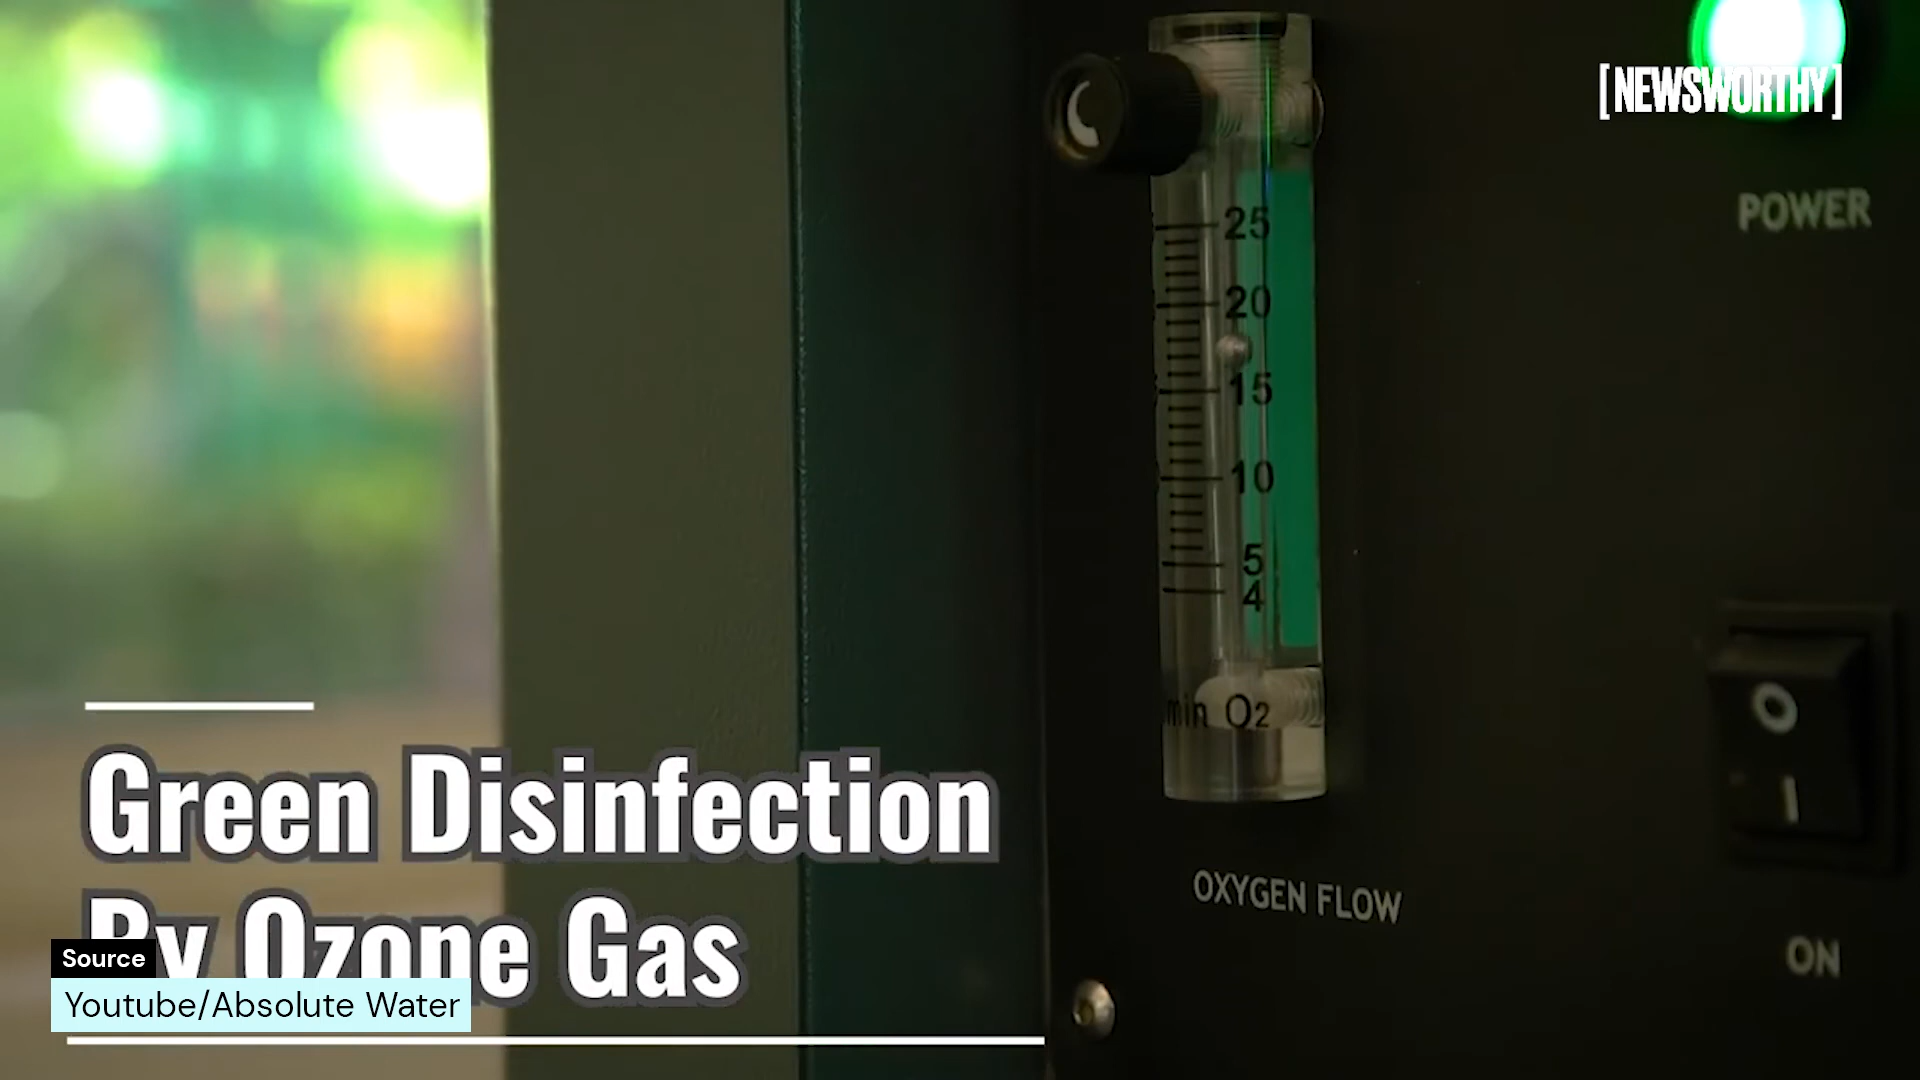 [NEWSWORTHY]
POWER
25
20
15
10
5
4
min O2
OXYGEN FLOW
ON
Green Disinfection
By Ozone Gas
Source
Youtube/Absolute Water